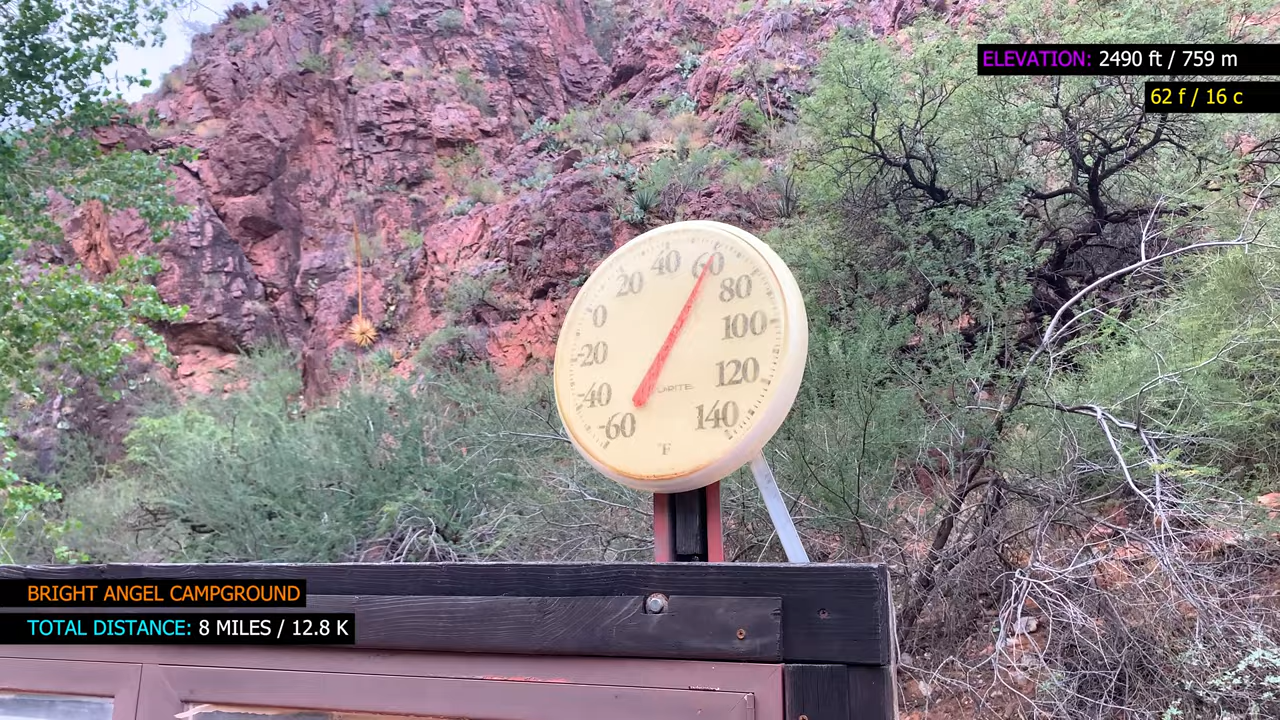 ELEVATION: 2490 ft / 759 m
62 f / 16 c
40
60
20
80
0
100
-20
120
-40
140
-60
F
BRIGHT ANGEL CAMPGROUND
TOTAL DISTANCE: 8 MILES / 12.8 K